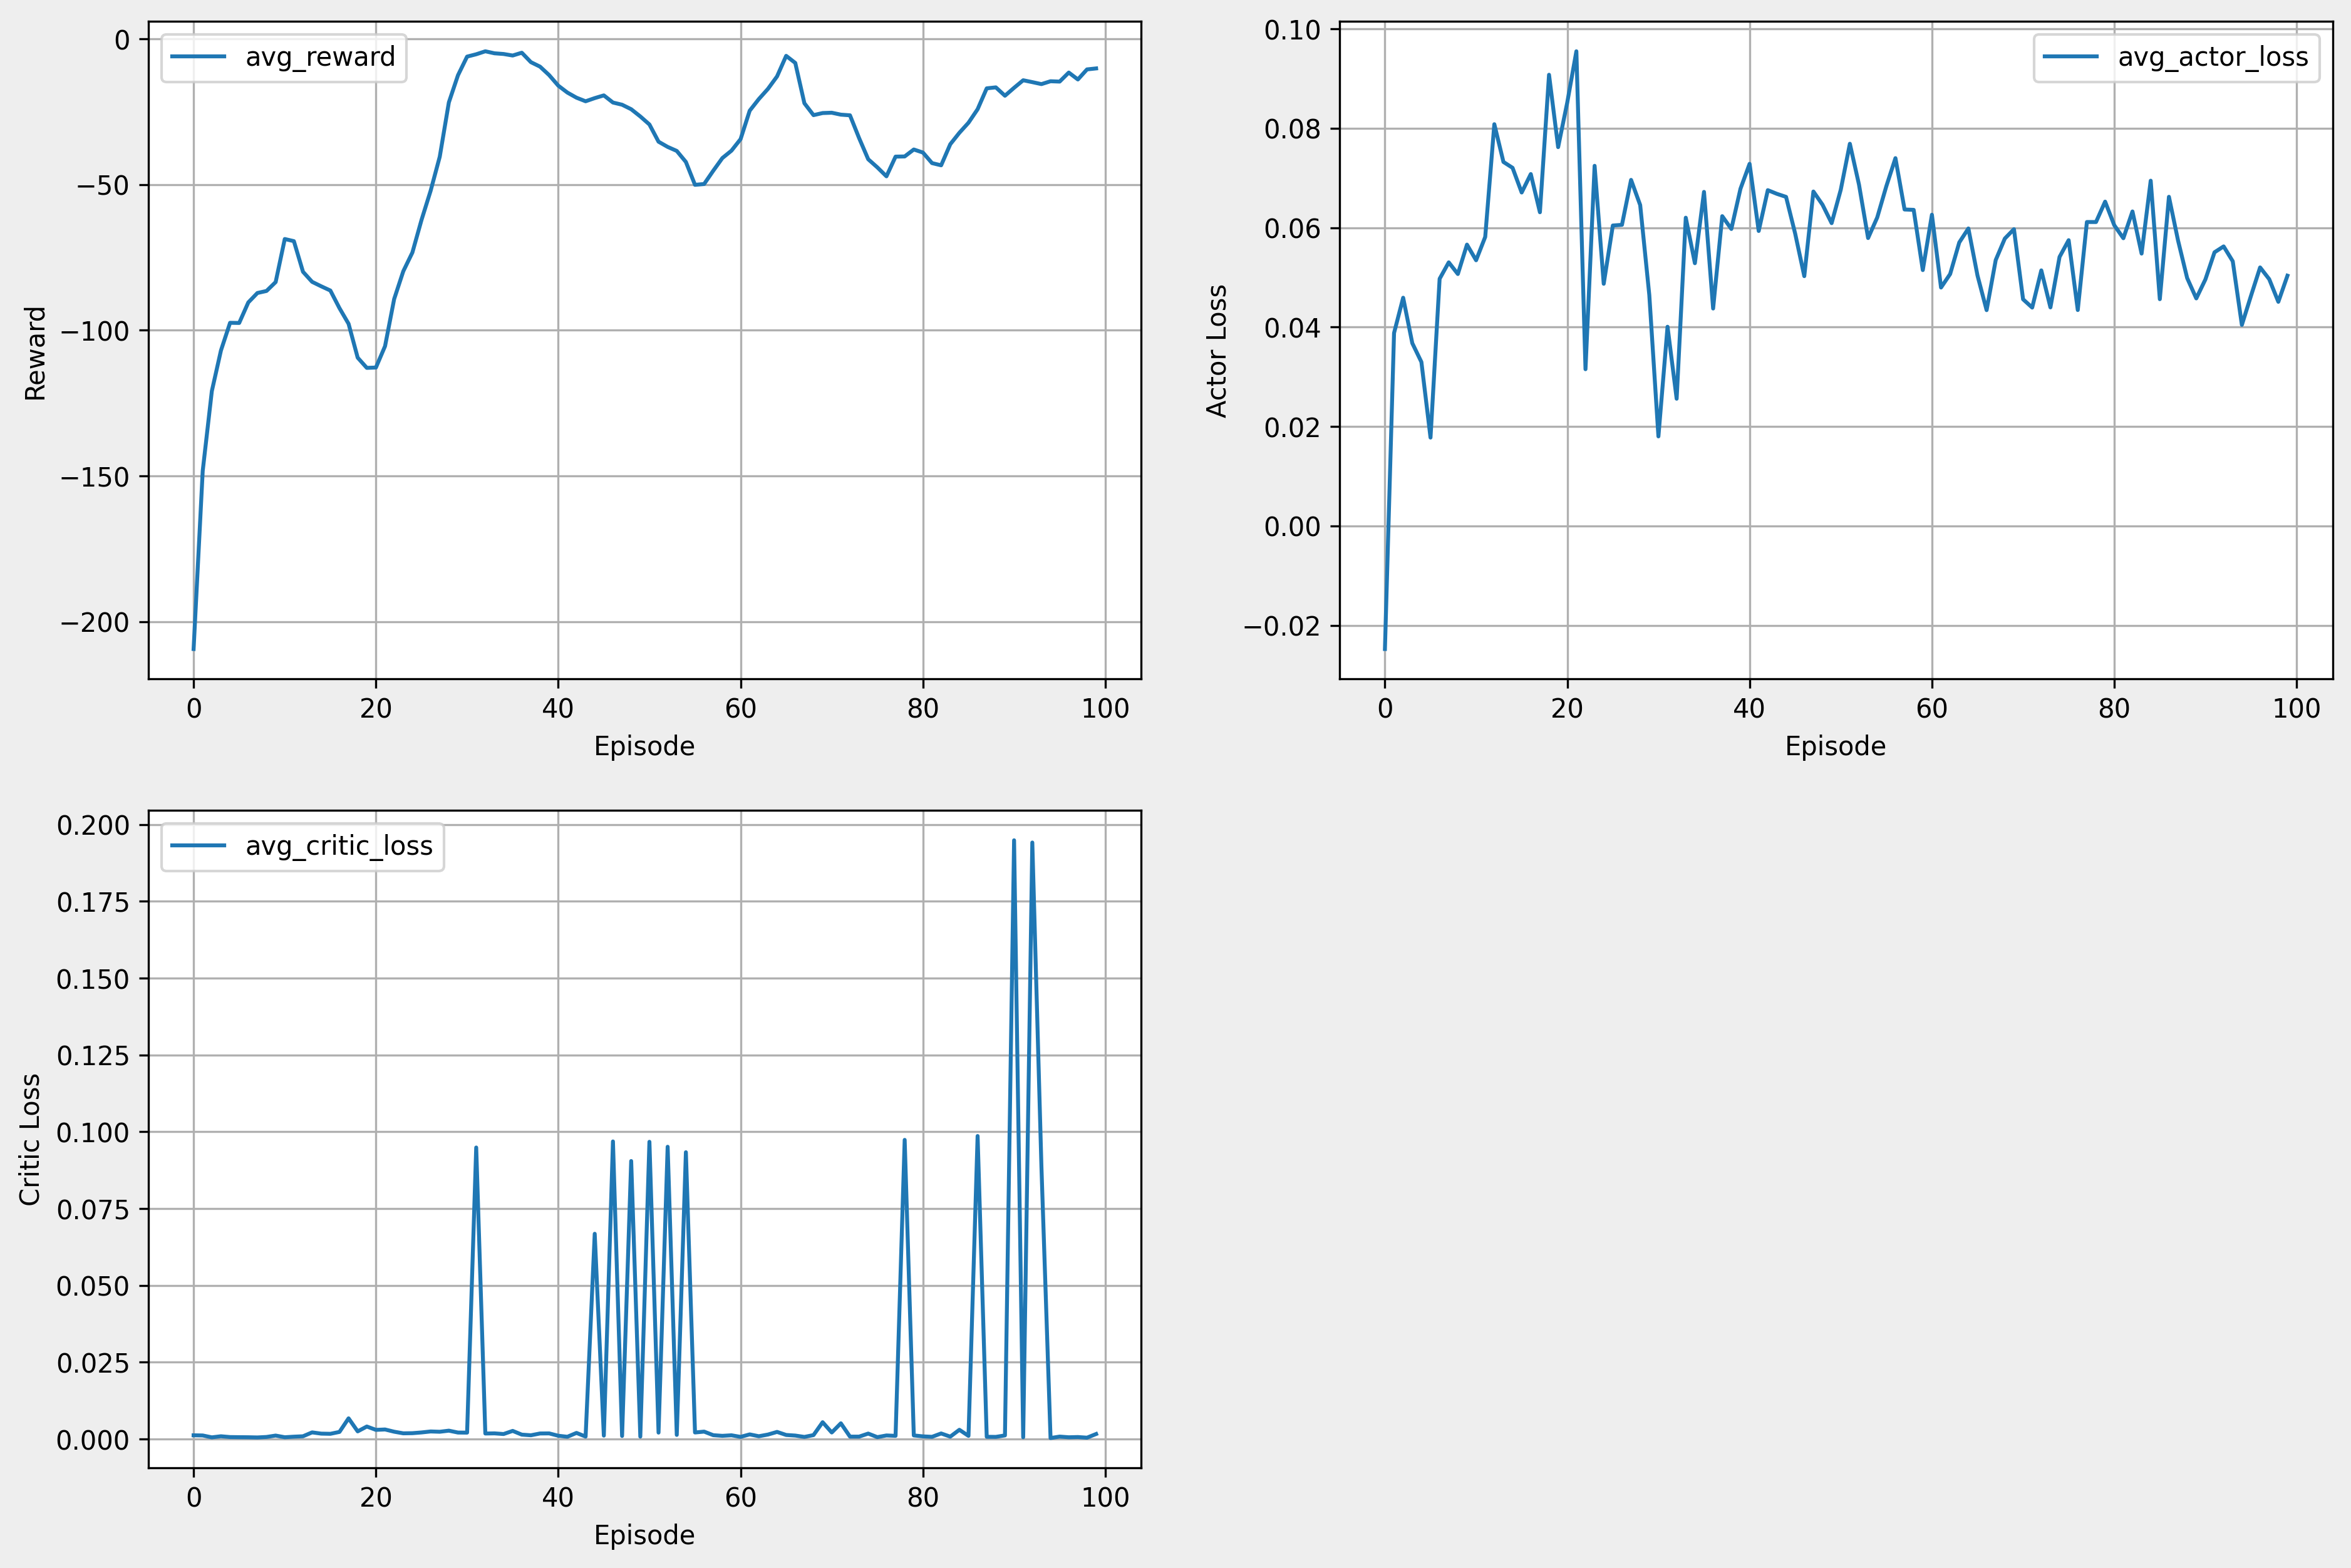 avg_reward
0
−50
−100
−150
−200
Reward
0 20 40 60 80 100
Episode
avg_actor_loss
0.10
0.08
0.06
0.04
0.02
0.00
−0.02
Actor Loss
0 20 40 60 80 100
Episode
avg_critic_loss
0.200
0.175
0.150
0.125
0.100
0.075
0.050
0.025
0.000
Critic Loss
0 20 40 60 80 100
Episode